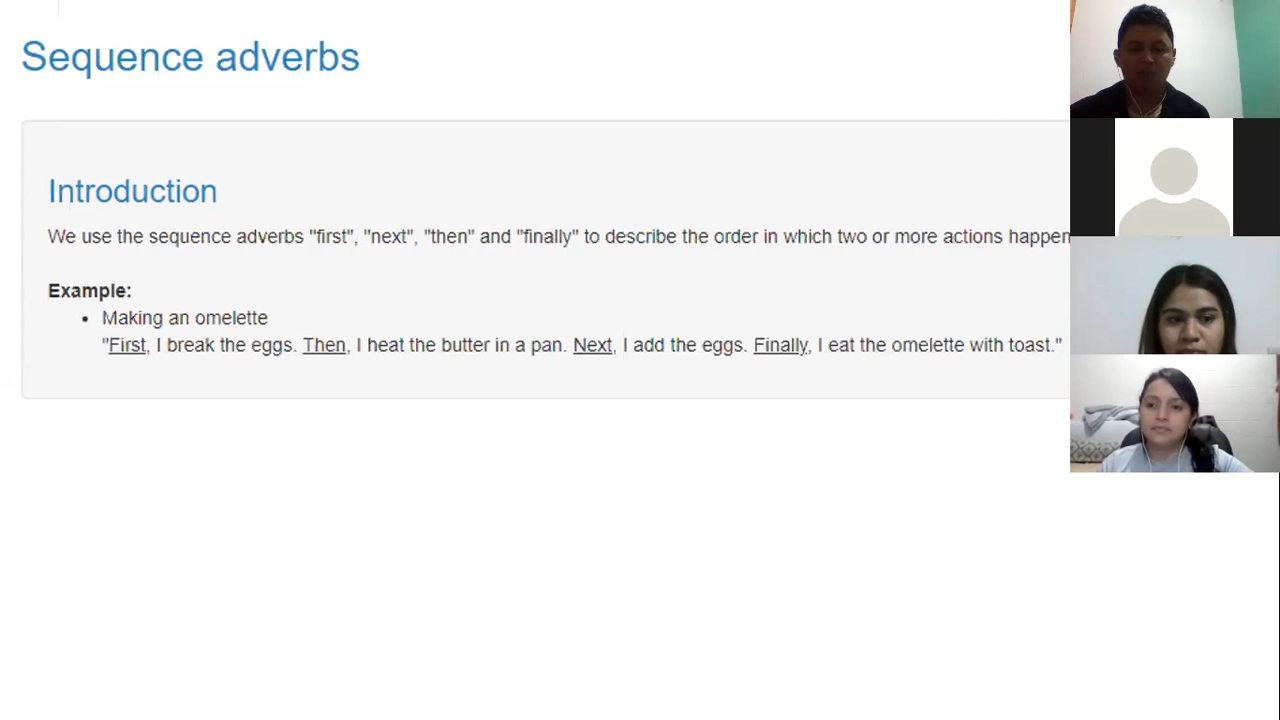 Sequence adverbs
Introduction
We use the sequence adverbs "first", "next", "then" and "finally" to describe the order in which two or more actions happen
Example:
• Making an omelette
"First, I break the eggs. Then, I heat the butter in a pan. Next, I add the eggs. Finally, I eat the omelette with toast."